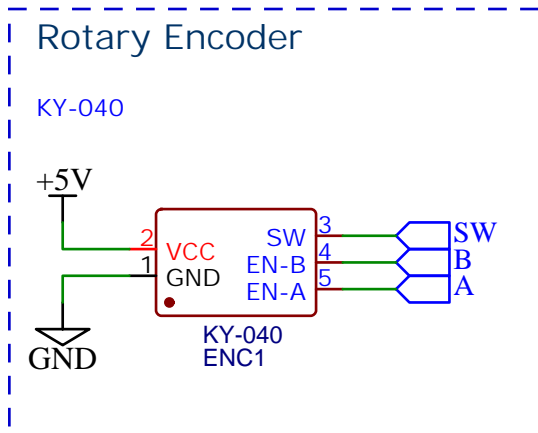 Rotary Encoder
KY-040
+5V
2 VCC SW 3 SW
1 GND EN-B 4 B
EN-A 5 A
KY-040
GND ENC1